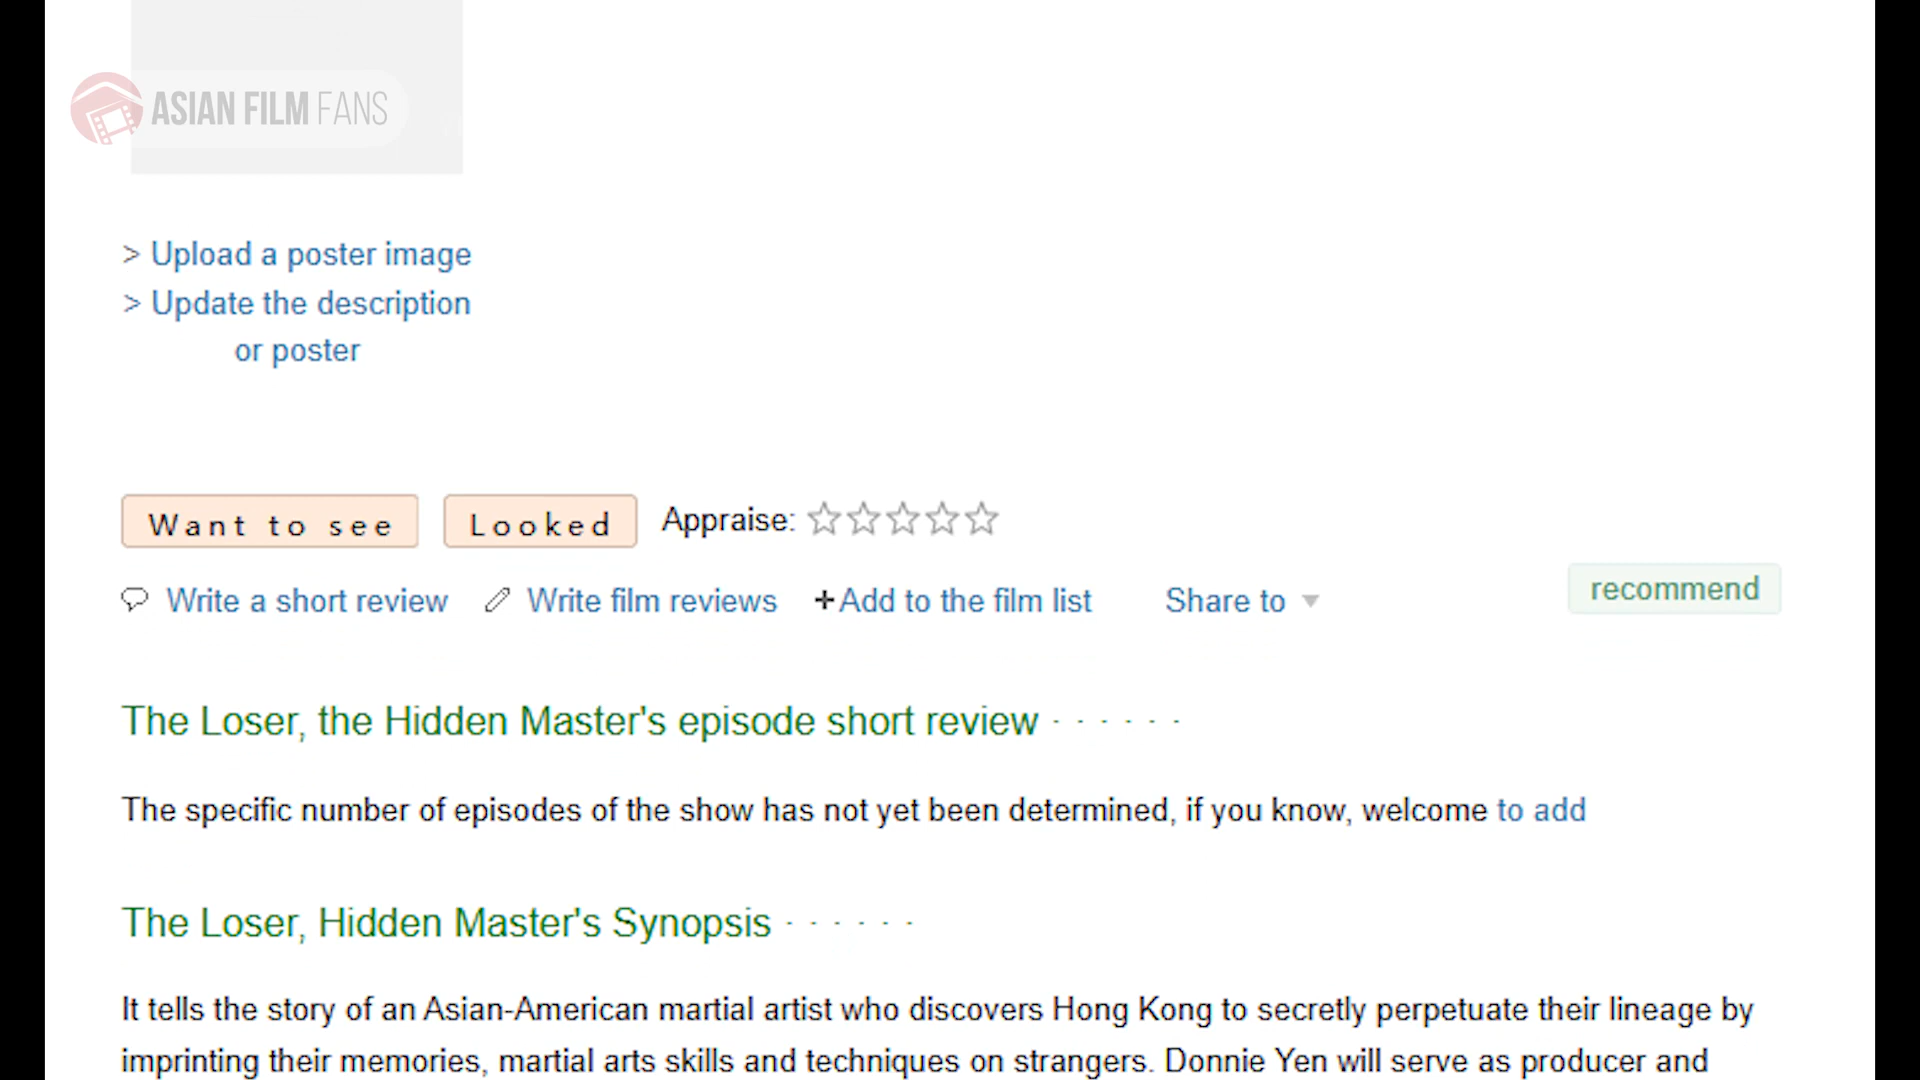 ASIAN FILM FANS
> Upload a poster image
> Update the description
or poster
Want to see
Looked
Appraise:
Write a short review
Write film reviews
+Add to the film list
Share to
recommend
The Loser, the Hidden Master's episode short review · · · · · ·
The specific number of episodes of the show has not yet been determined, if you know, welcome to add
The Loser, Hidden Master's Synopsis · · · · · ·
It tells the story of an Asian-American martial artist who discovers Hong Kong to secretly perpetuate their lineage by
imprinting their memories, martial arts skills and techniques on strangers. Donnie Yen will serve as producer and